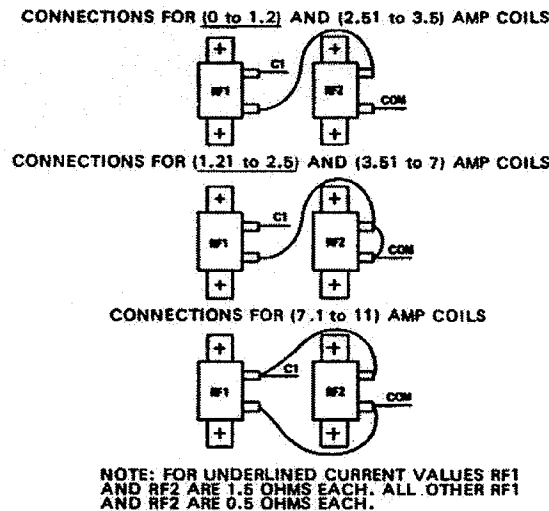 CONNECTIONS FOR (0 to 1.2) AND (2.51 to 3.5) AMP COILS
C1
RF1
RF2
COM
CONNECTIONS FOR (1.21 to 2.5) AND (3.51 to 7) AMP COILS
C1
RF1
RF2
COM
CONNECTIONS FOR (7.1 to 11) AMP COILS
C1
RF1
RF2
COM
NOTE: FOR UNDERLINED CURRENT VALUES RF1
AND RF2 ARE 1.5 OHMS EACH. ALL OTHER RF1
AND RF2 ARE 0.5 OHMS EACH.